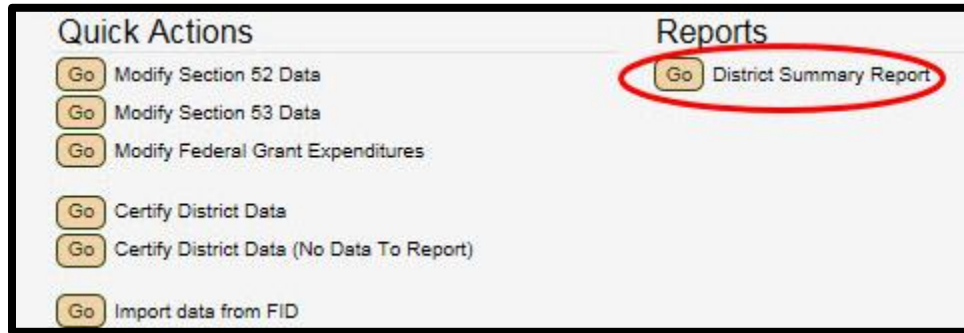 Quick Actions
Go Modify Section 52 Data
Go Modify Section 53 Data
Go Modify Federal Grant Expenditures
Go Certify District Data
Go Certify District Data (No Data To Report)
Go Import data from FID
Reports
Go District Summary Report